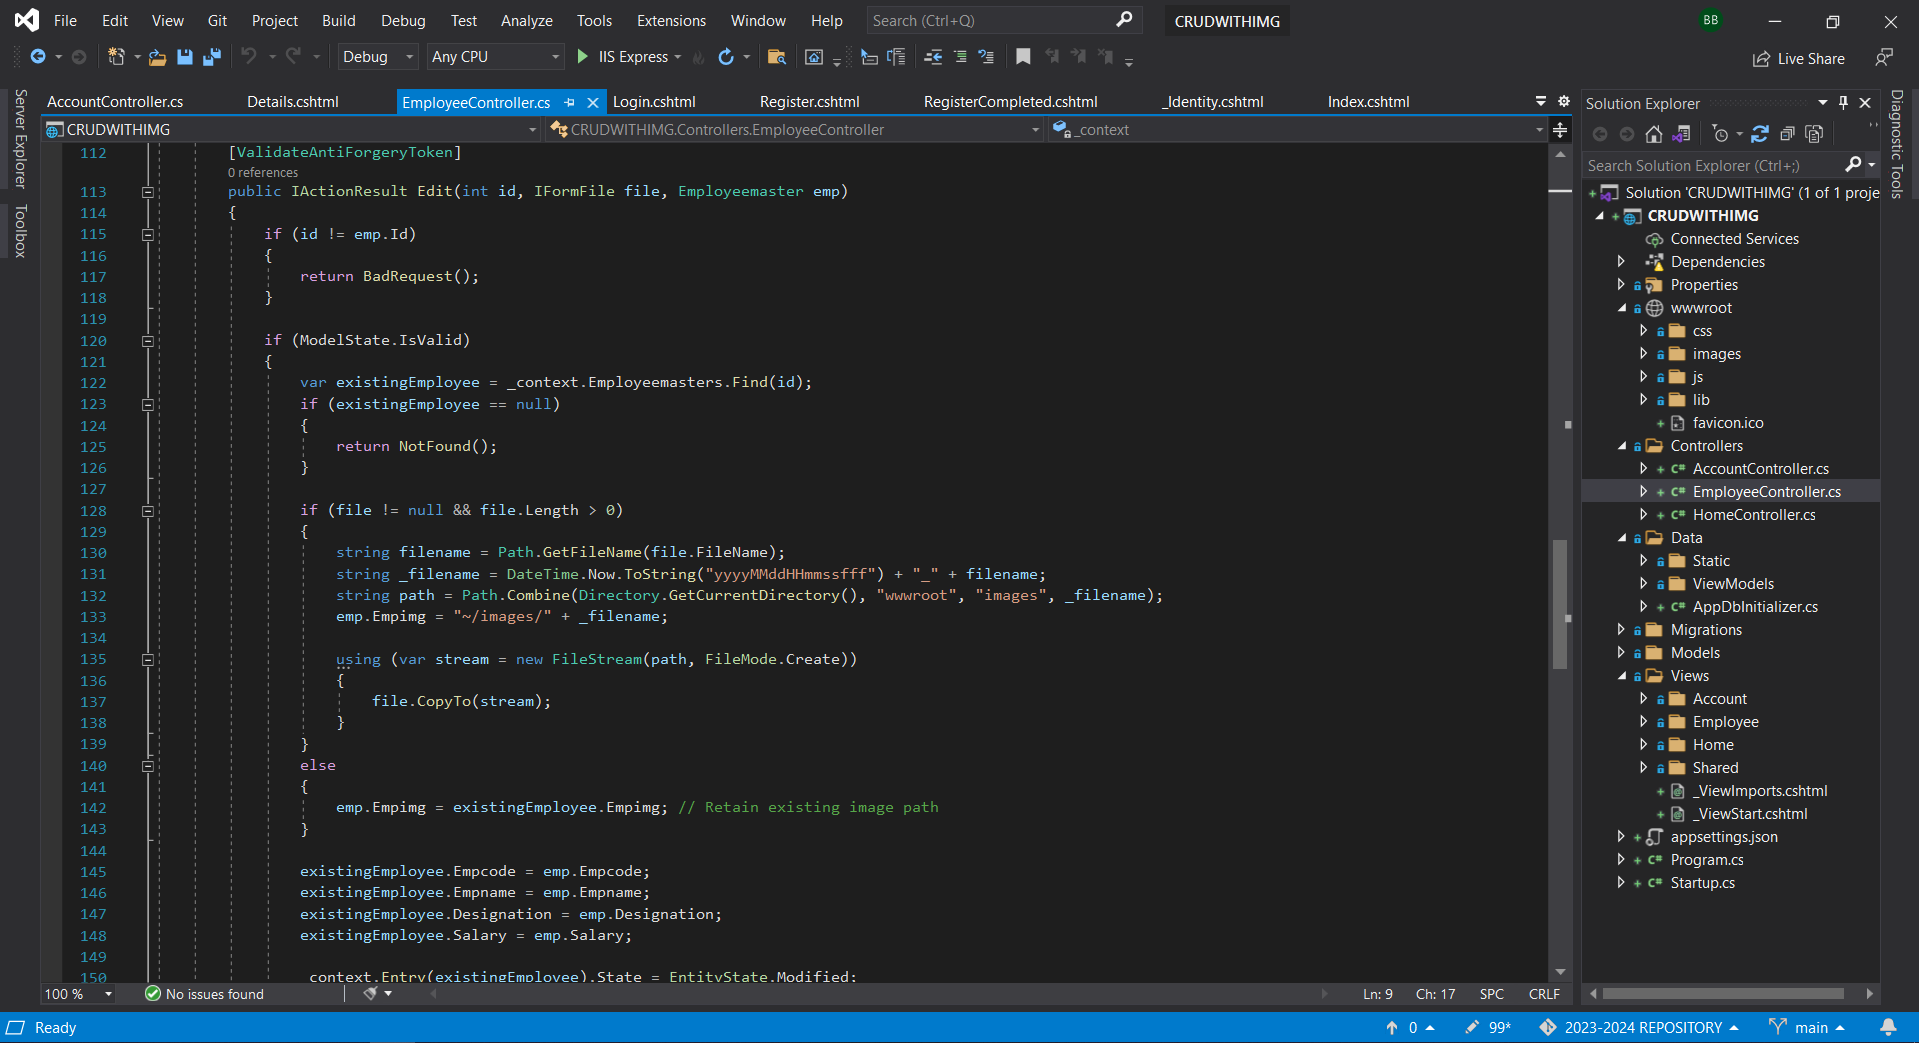 File Edit View Git Project Build Debug Test Analyze Tools Extensions Window Help Search (Ctrl+Q) CRUDWITHIMG BB
Debug Any CPU IIS Express Live Share
Server Explorer
Toolbox
AccountController.cs Details.cshtml EmployeeController.cs Login.cshtml Register.cshtml RegisterCompleted.cshtml _Identity.cshtml Index.cshtml
CRUDWITHIMG CRUDWITHIMG.Controllers.EmployeeController _context
112 [ValidateAntiForgeryToken]
0 references
113 public IActionResult Edit(int id, IFormFile file, Employeemaster emp)
114 {
115 if (id != emp.Id)
116 {
117 return BadRequest();
118 }
119
120 if (ModelState.IsValid)
121 {
122 var existingEmployee = _context.Employeemasters.Find(id);
123 if (existingEmployee == null)
124 {
125 return NotFound();
126 }
127
128 if (file != null && file.Length > 0)
129 {
130 string filename = Path.GetFileName(file.FileName);
131 string _filename = DateTime.Now.ToString("yyyyMMddHHmmssfff") + "_" + filename;
132 string path = Path.Combine(Directory.GetCurrentDirectory(), "wwwroot", "images", _filename);
133 emp.Empimg = "~/images/" + _filename;
134
135 using (var stream = new FileStream(path, FileMode.Create))
136 {
137 file.CopyTo(stream);
138 }
139 }
140 else
141 {
142 emp.Empimg = existingEmployee.Empimg; // Retain existing image path
143 }
144
145 existingEmployee.Empcode = emp.Empcode;
146 existingEmployee.Empname = emp.Empname;
147 existingEmployee.Designation = emp.Designation;
148 existingEmployee.Salary = emp.Salary;
149
150 _context.Entry(existingEmployee).State = EntityState.Modified;
100 % No issues found Ln: 9 Ch: 17 SPC CRLF
Solution Explorer
Search Solution Explorer (Ctrl+;)
Solution 'CRUDWITHIMG' (1 of 1 proje
CRUDWITHIMG
Connected Services
Dependencies
Properties
wwwroot
css
images
js
lib
favicon.ico
Controllers
C# AccountController.cs
C# EmployeeController.cs
C# HomeController.cs
Data
Static
ViewModels
C# AppDbInitializer.cs
Migrations
Models
Views
Account
Employee
Home
Shared
_ViewImports.cshtml
_ViewStart.cshtml
appsettings.json
C# Program.cs
C# Startup.cs
Diagnostic Tools
Ready 0 99* 2023-2024 REPOSITORY main